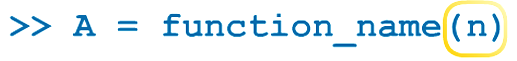 >> A = function_name(n)